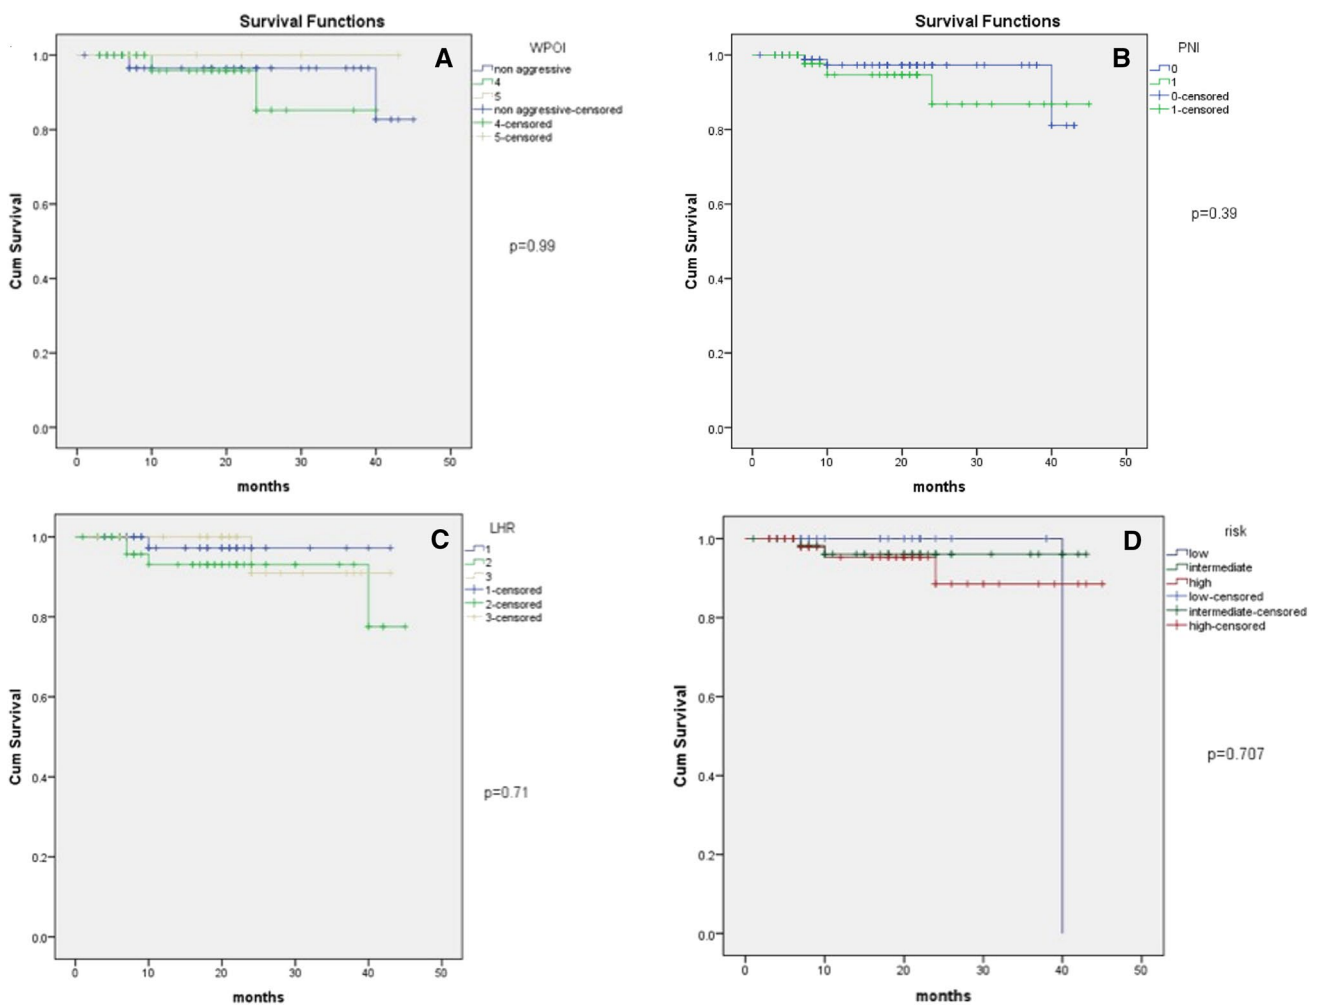 Survival Functions
A
WPOI
non aggressive
4
5
non aggressive-censored
4-censored
5-censored
p=0.99
Cum Survival
1.0
0.8
0.6
0.4
0.2
0.0
0 10 20 30 40 50
months
Survival Functions
B
PNI
0
1
0-censored
1-censored
p=0.39
Cum Survival
1.0
0.8
0.6
0.4
0.2
0.0
0 10 20 30 40 50
months
C
LHR
1
2
3
1-censored
2-censored
3-censored
p=0.71
Cum Survival
1.0
0.8
0.6
0.4
0.2
0.0
0 10 20 30 40 50
months
D
risk
low
intermediate
high
low-censored
intermediate-censored
high-censored
p=0.707
Cum Survival
1.0
0.8
0.6
0.4
0.2
0.0
0 10 20 30 40 50
months